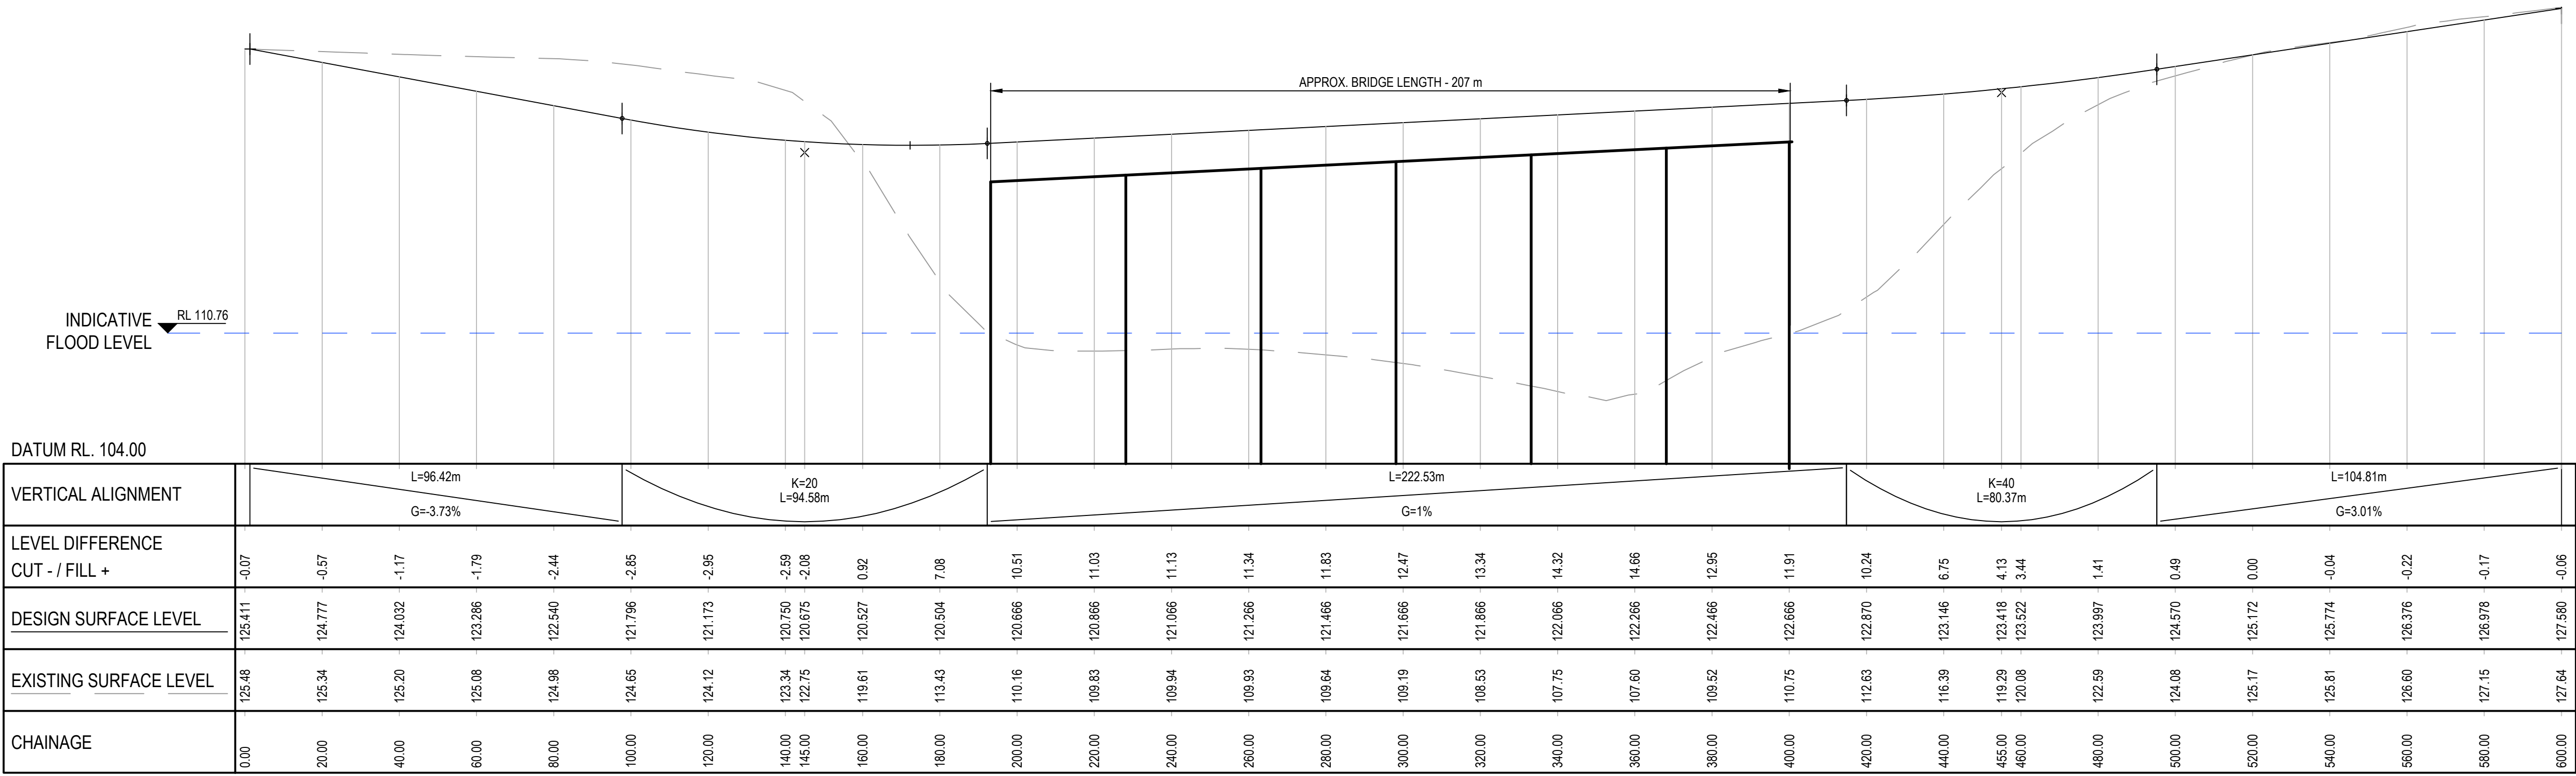 APPROX. BRIDGE LENGTH - 207 m
INDICATIVE
FLOOD LEVEL
RL 110.76
DATUM RL. 104.00
VERTICAL ALIGNMENT
L=96.42m
G=-3.73%
K=20
L=94.58m
L=222.53m
G=1%
K=40
L=80.37m
L=104.81m
G=3.01%
LEVEL DIFFERENCE
CUT - / FILL +
-0.07 -0.57 -1.17 -1.79 -2.44 -2.85 -2.95 -2.59 -2.08 0.92 7.08 10.51 11.03 11.13 11.34 11.83 12.47 13.34 14.32 14.66 12.95 11.91 10.24 6.75 4.13 3.44 1.41 0.49 0.00 -0.04 -0.22 -0.17 -0.06
DESIGN SURFACE LEVEL
125.411 124.777 124.032 123.286 122.540 121.796 121.173 120.750 120.675 120.527 120.504 120.666 120.866 121.066 121.266 121.466 121.666 121.866 122.066 122.266 122.466 122.666 122.870 123.146 123.418 123.522 123.997 124.570 125.172 125.774 126.376 126.978 127.580
EXISTING SURFACE LEVEL
125.48 125.34 125.20 125.08 124.98 124.65 124.12 123.34 122.75 119.61 113.43 110.16 109.83 109.94 109.93 109.64 109.19 108.53 107.75 107.60 109.52 110.75 112.63 116.39 119.29 120.08 122.59 124.08 125.17 125.81 126.60 127.15 127.64
CHAINAGE
0.00 20.00 40.00 60.00 80.00 100.00 120.00 140.00 145.00 160.00 180.00 200.00 220.00 240.00 260.00 280.00 300.00 320.00 340.00 360.00 380.00 400.00 420.00 440.00 455.00 460.00 480.00 500.00 520.00 540.00 560.00 580.00 600.00